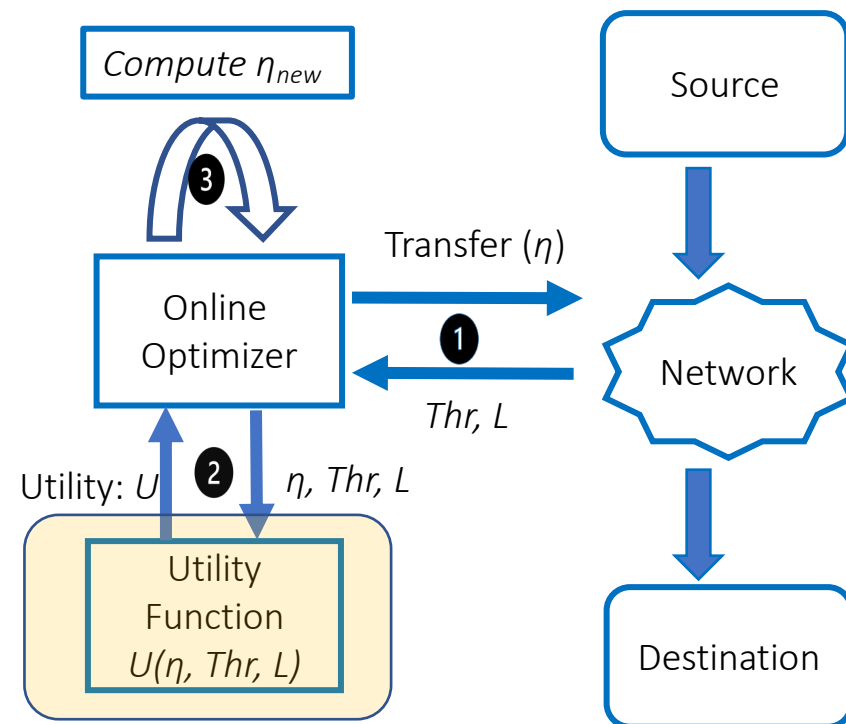 Compute ηnew
Source
3
Transfer (η)
Online
Optimizer
1
Network
Thr, L
2
Utility: U
η, Thr, L
Utility
Function
U(η, Thr, L)
Destination